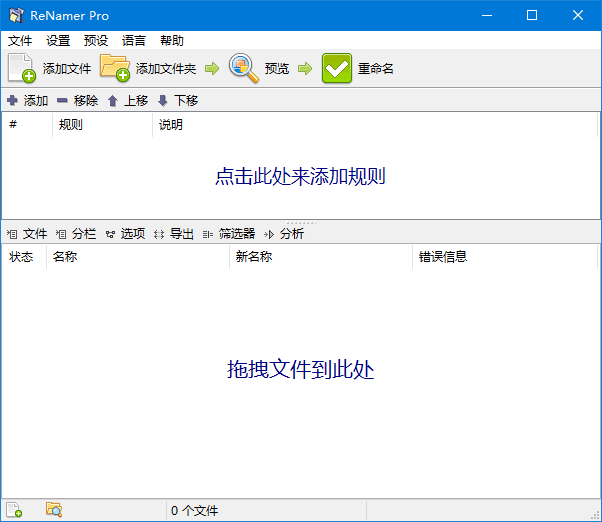 ReNamer Pro
文件 设置 预设 语言 帮助
添加文件 添加文件夹 预览 重命名
添加 移除 上移 下移
# 规则 说明
点击此处来添加规则
文件 分栏 选项 导出 筛选器 分析
状态 名称 新名称 错误信息
拖拽文件到此处
0 个文件